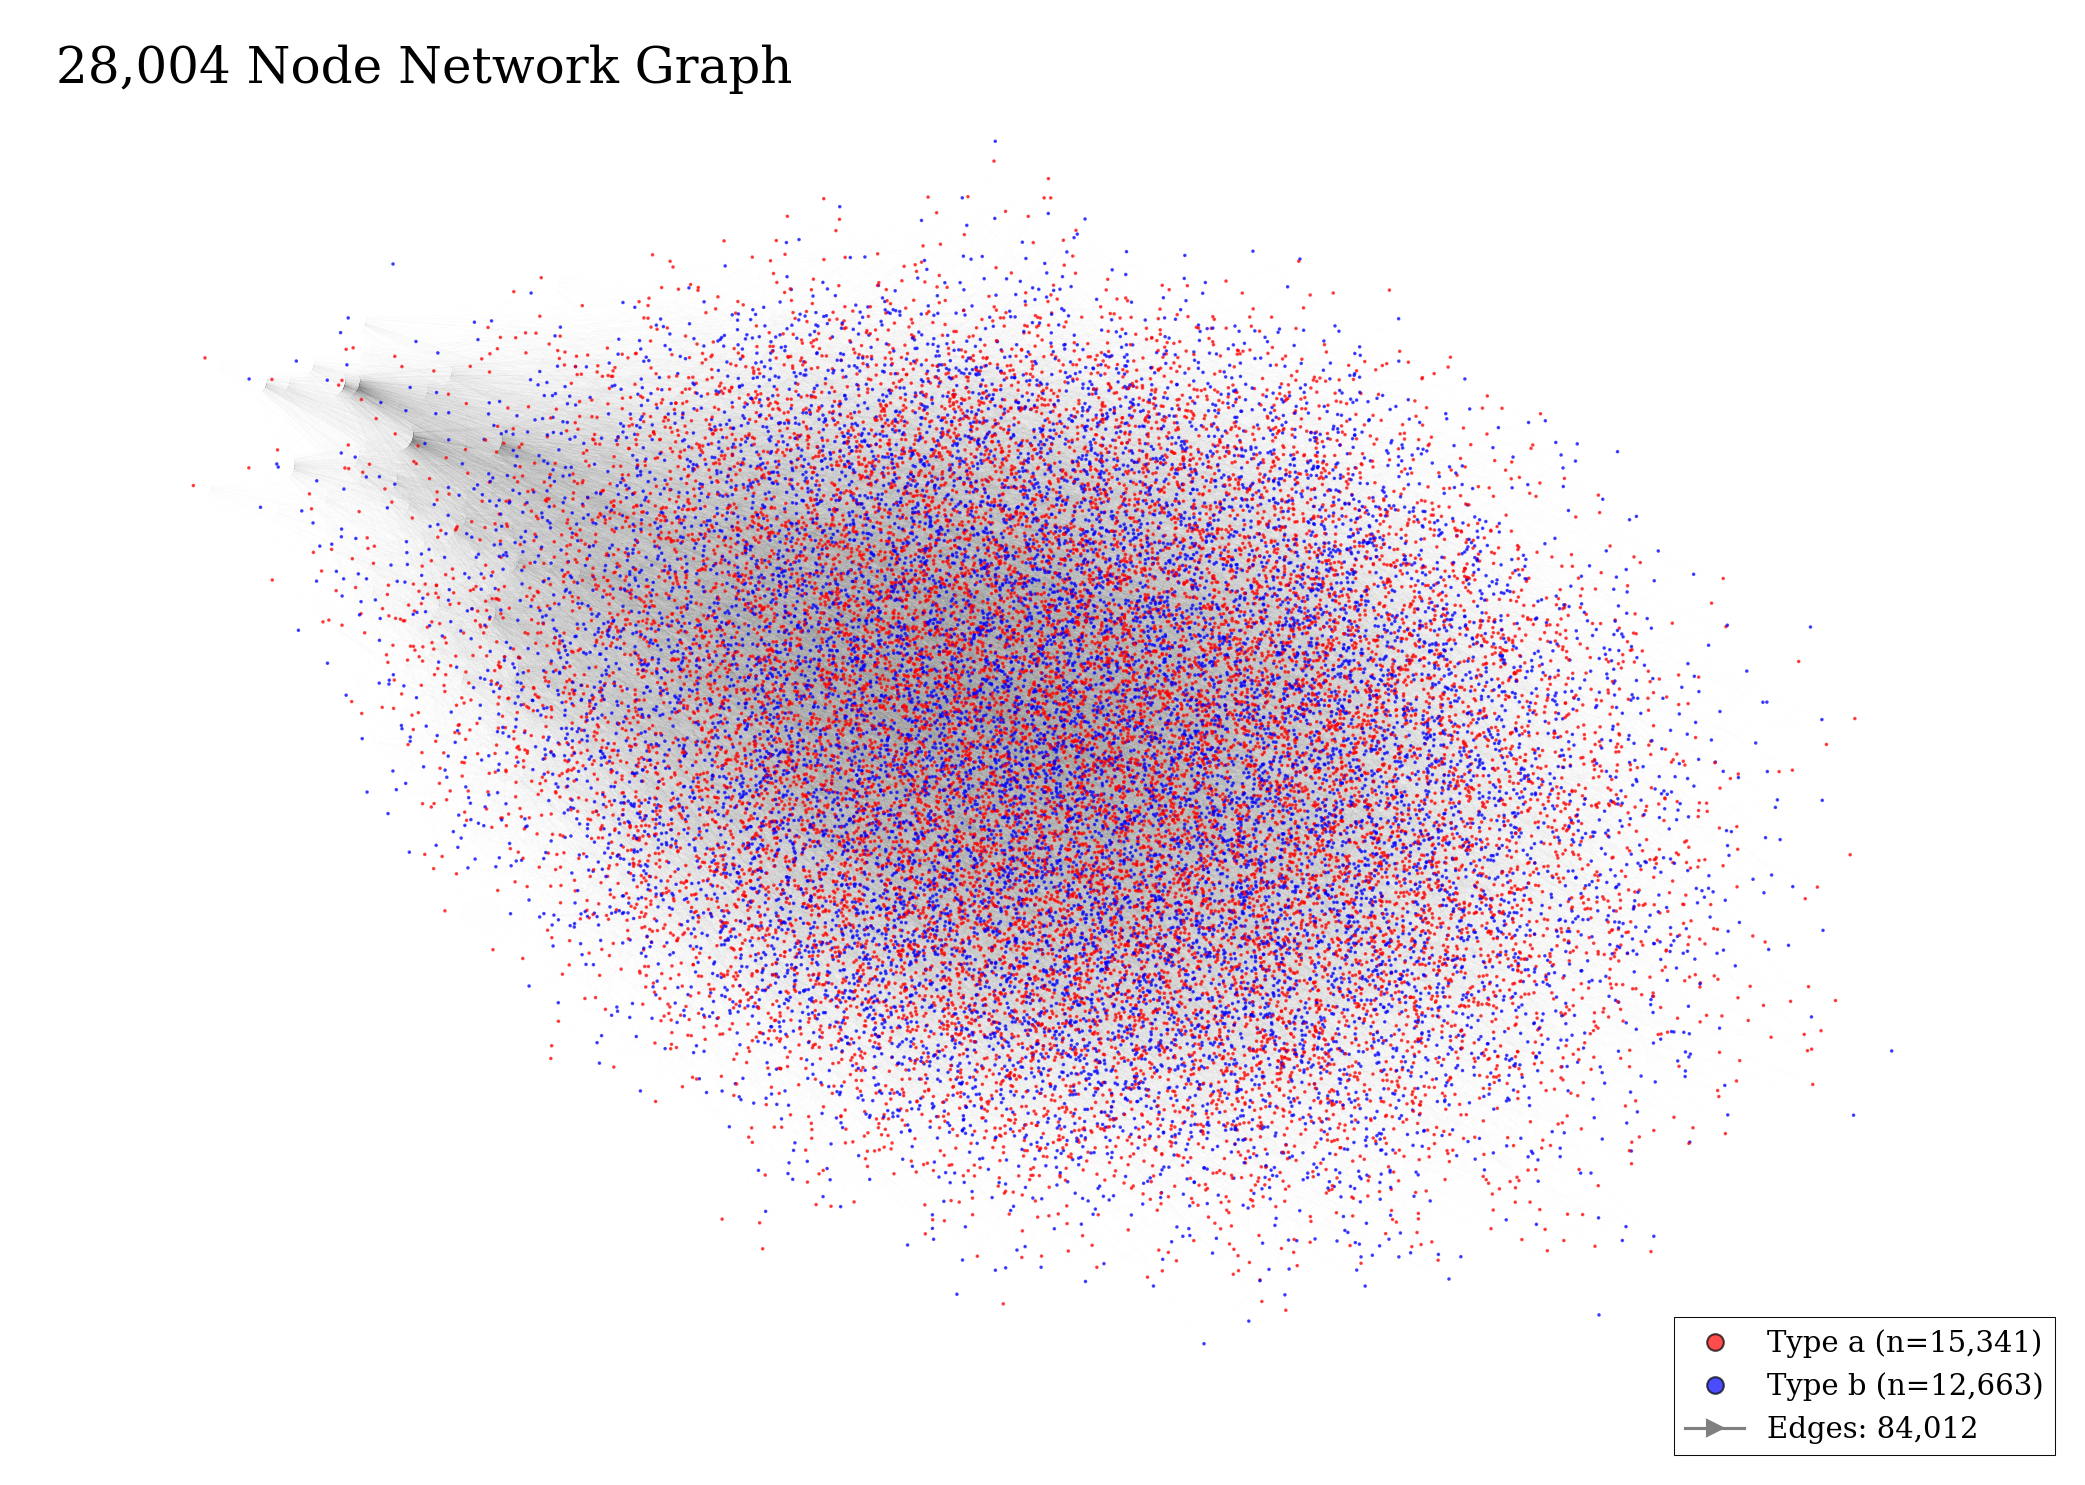 28,004 Node Network Graph
Type a (n=15,341)
Type b (n=12,663)
Edges: 84,012